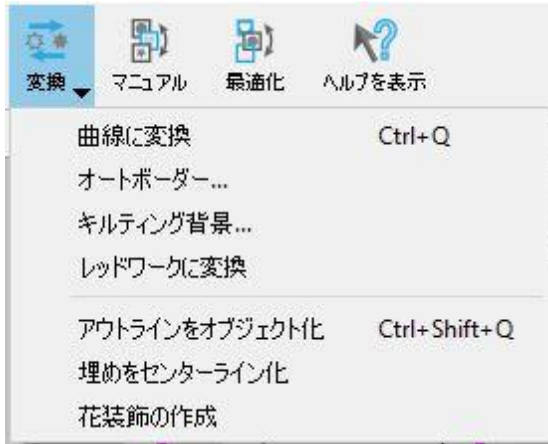 変換 マニュアル 最適化 ヘルプを表示
曲線に変換 Ctrl+Q
オートボーダー...
キルティング背景...
レッドワークに変換
アウトラインをオブジェクト化 Ctrl+Shift+Q
埋めをセンターライン化
花装飾の作成